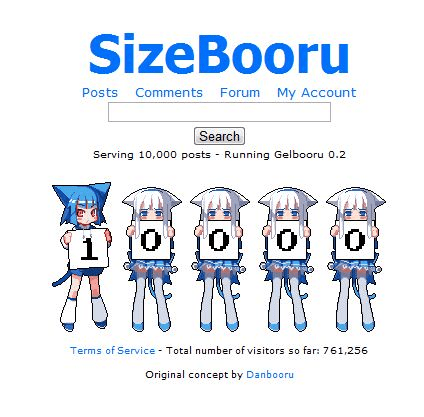 SizeBooru
Posts Comments Forum My Account
Search
Serving 10,000 posts - Running Gelbooru 0.2
1 0 0 0 0
Terms of Service - Total number of visitors so far: 761,256
Original concept by Danbooru